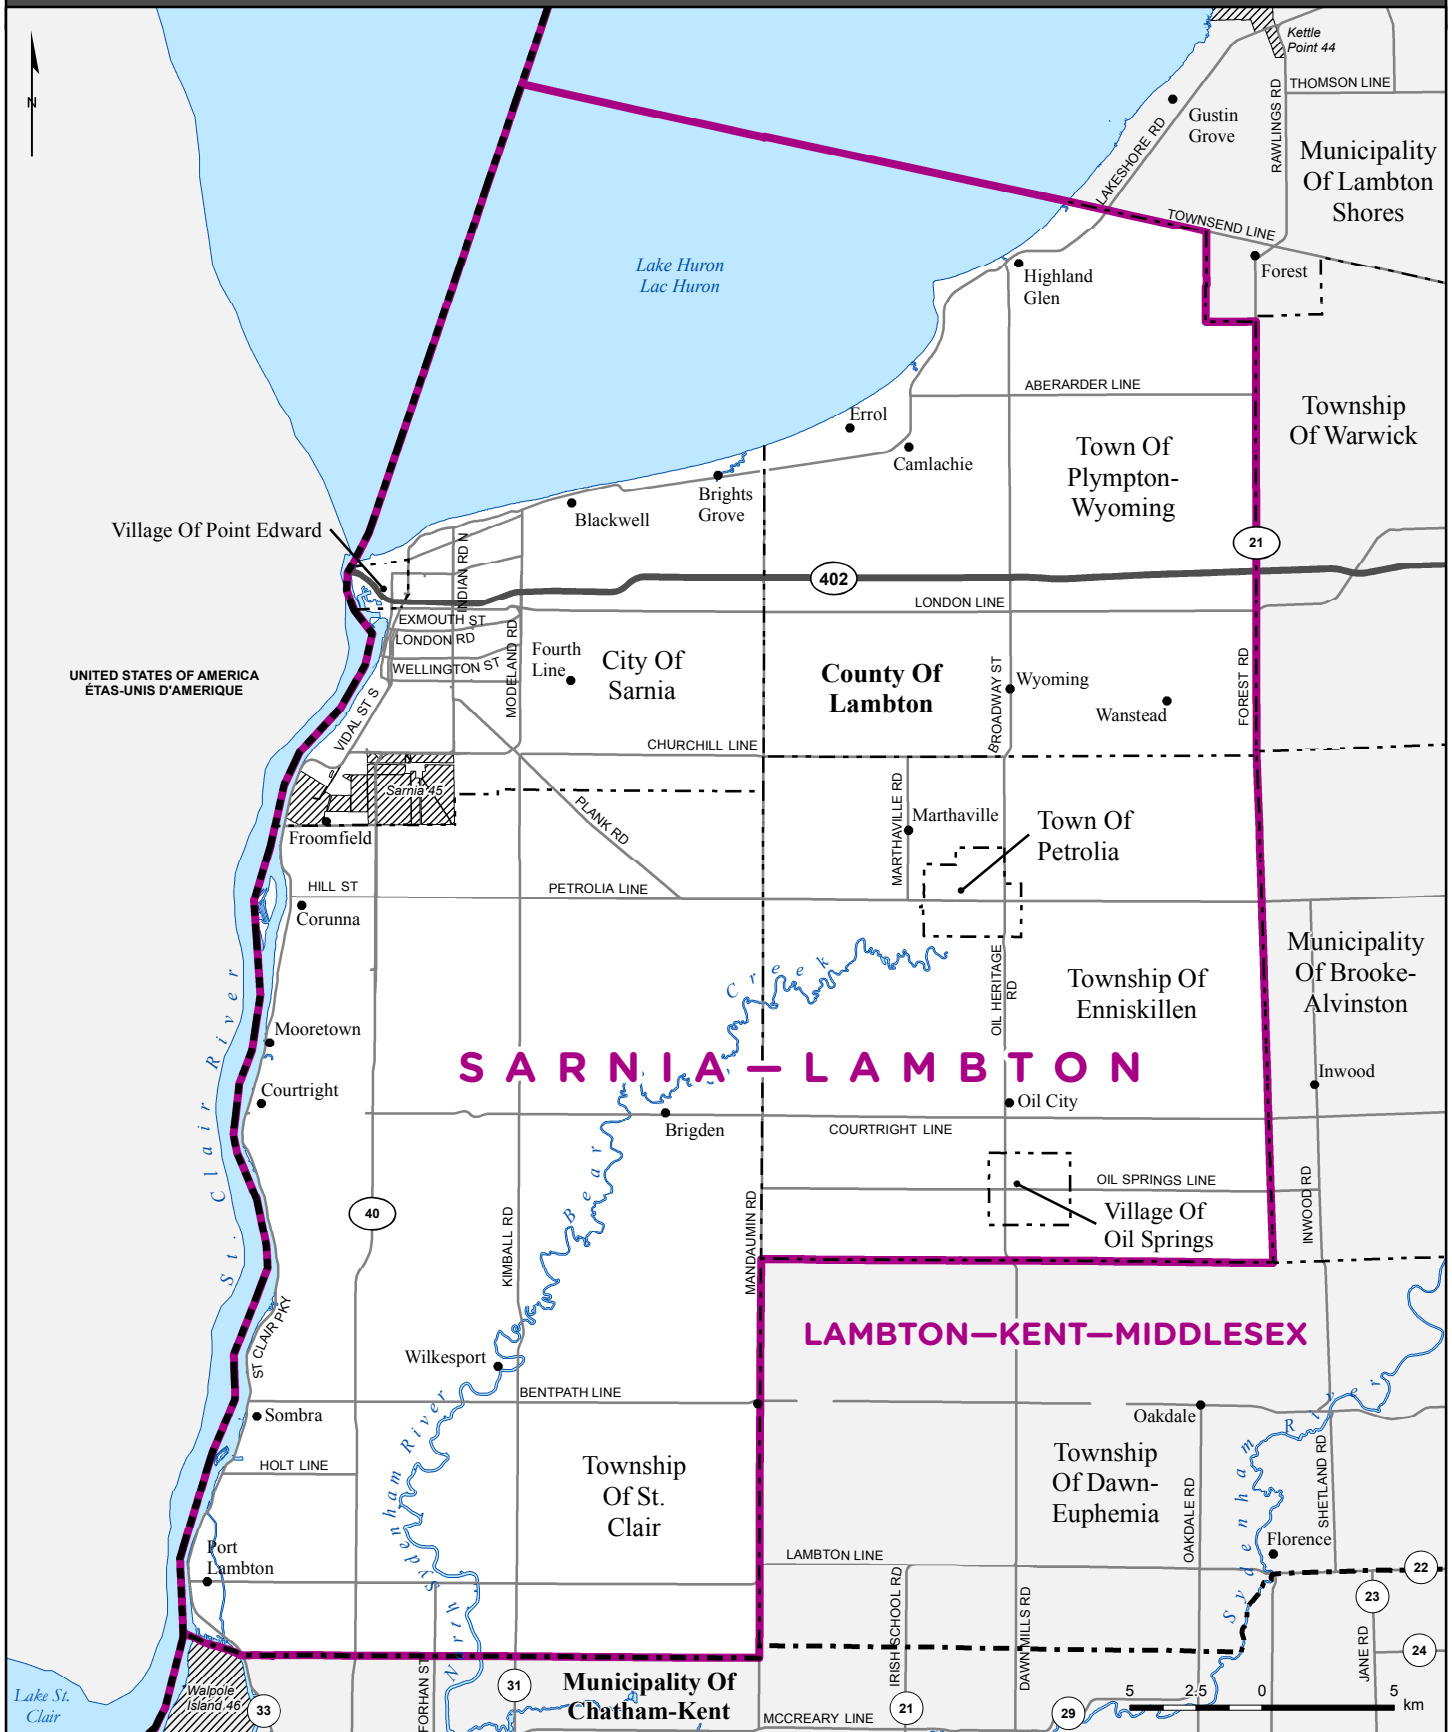 N
Kettle
Point 44
THOMSON LINE
Gustin
Grove
RAWLINGS RD
LAKESHORE RD
Municipality
Of Lambton
Shores
TOWNSEND LINE
Lake Huron
Lac Huron
Forest
Highland
Glen
ABERARDER LINE
Township
Of Warwick
Errol
Camlachie
Town Of
Plympton-
Wyoming
Brights
Grove
Blackwell
Village Of Point Edward
INDIAN RD N
21
402
LONDON LINE
EXMOUTH ST
LONDON RD
WELLINGTON ST
MODELAND RD
Fourth
Line
City Of
Sarnia
County Of
Lambton
BROADWAY ST
Wyoming
Wanstead
FOREST RD
UNITED STATES OF AMERICA
ÉTAS-UNIS D'AMERIQUE
VIDAL ST S
CHURCHILL LINE
Sarnia 45
Froomfield
PLANK RD
MARTHAVILLE RD
Marthaville
Town Of
Petrolia
HILL ST
PETROLIA LINE
Corunna
Creek
OIL HERITAGE
RD
Township Of
Enniskillen
Municipality
Of Brooke-
Alvinston
St. Clair River
Mooretown
SARNIA—LAMBTON
Courtright
Inwood
Oil City
Brigden
COURTRIGHT LINE
Bear
OIL SPRINGS LINE
Village Of
Oil Springs
INWOOD RD
40
KIMBALL RD
MANDAUMIN RD
ST CLAIR PKY
LAMBTON—KENT—MIDDLESEX
Wilkesport
BENTPATH LINE
Sombra
Oakdale
Sydenham River
HOLT LINE
North Sydenham River
Township
Of St.
Clair
Township
Of Dawn-
Euphemia
OAKDALE RD
SHETLAND RD
Florence
Port
Lambton
LAMBTON LINE
22
23
IRISH SCHOOL RD
DAWN MILLS RD
JANE RD
24
Walpole
Island 46
Lake St.
Clair
33
FORHAN ST
31
Municipality Of
Chatham-Kent
MCCREARY LINE
21
29
5 2.5 0 5 km